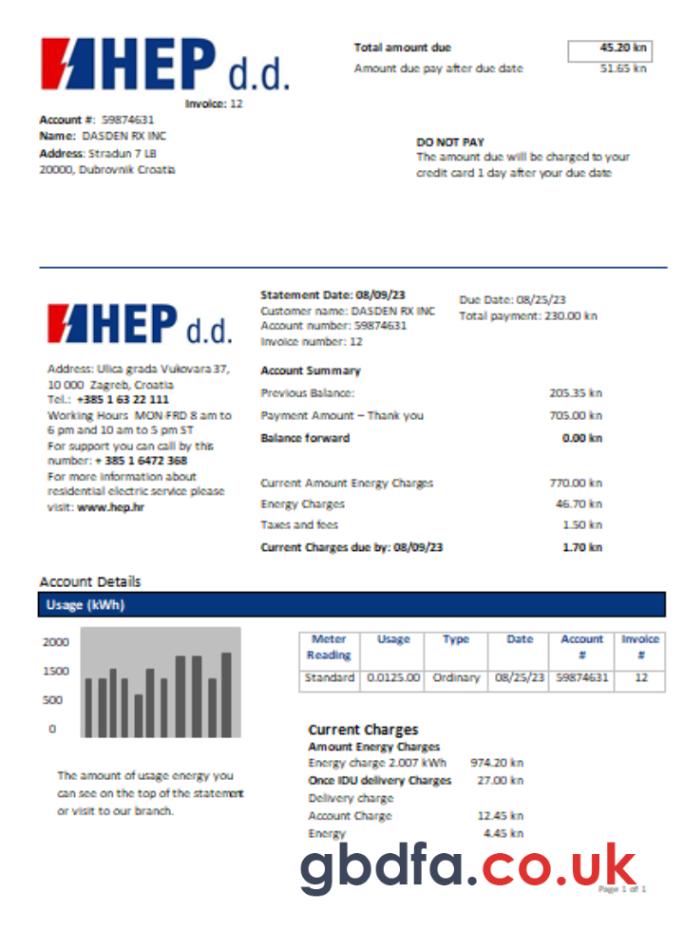 HEP d.d.
Total amount due 45.20 kn
Amount due pay after due date 51.65 kn
Invoice: 12
Account #: 59874631
Name: DASDEN RX INC
Address: Stradun 7 LB
20000, Dubrovnik Croatia
DO NOT PAY
The amount due will be charged to your
credit card 1 day after your due date
HEP d.d.
Address: Ulica grada Vukovara 37,
10 000 Zagreb, Croatia
Tel.: +385 1 63 22 111
Working Hours MON-FRD 8 am to
6 pm and 10 am to 5 pm ST
For support you can call by this
number: + 385 1 6472 368
For more information about
residential electric service please
visit: www.hep.hr
Statement Date: 08/09/23
Customer name: DASDEN RX INC
Account number: 59874631
Invoice number: 12
Due Date: 08/25/23
Total payment: 230.00 kn
Account Summary
Previous Balance: 205.35 kn
Payment Amount – Thank you 705.00 kn
Balance forward 0.00 kn
Current Amount Energy Charges 770.00 kn
Energy Charges 46.70 kn
Taxes and fees 1.50 kn
Current Charges due by: 08/09/23 1.70 kn
Account Details
Usage (kWh)
2000
1500
500
0
The amount of usage energy you
can see on the top of the statement
or visit to our branch.
Meter Reading Usage Type Date Account # Invoice #
Standard 0.0125.00 Ordinary 08/25/23 59874631 12
Current Charges
Amount Energy Charges
Energy charge 2.007 kWh 974.20 kn
Once IDU delivery Charges 27.00 kn
Delivery charge
Account Charge 12.45 kn
Energy 4.45 kn
gbdfa.co.uk
Page 1 of 1